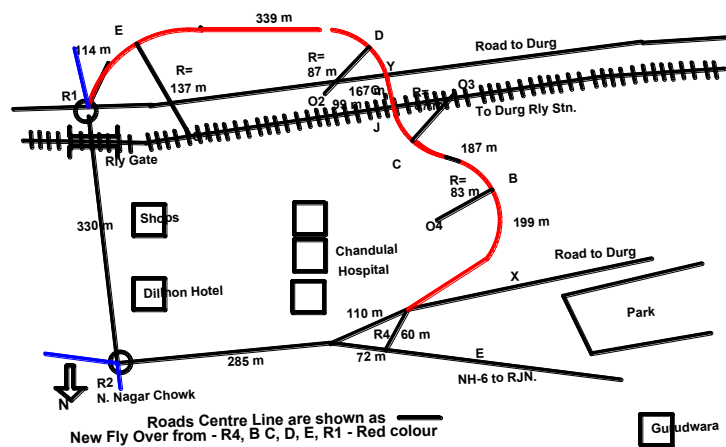 E
339 m
D
114 m
R=
137 m
R=
87 m
Y
Road to Durg
R1
O2
167
99 m
R=
O3
J
To Durg Rly Stn.
Rly Gate
C
187 m
R=
83 m
B
330 m
Shops
O4
199 m
Chandulal
Hospital
Road to Durg
X
Dillhon Hotel
110 m
Park
R4
60 m
285 m
72 m
E
NH-6 to RJN.
R2
N. Nagar Chowk
N
Roads Centre Line are shown as
New Fly Over from - R4, B C, D, E, R1 - Red colour
Gurudwara